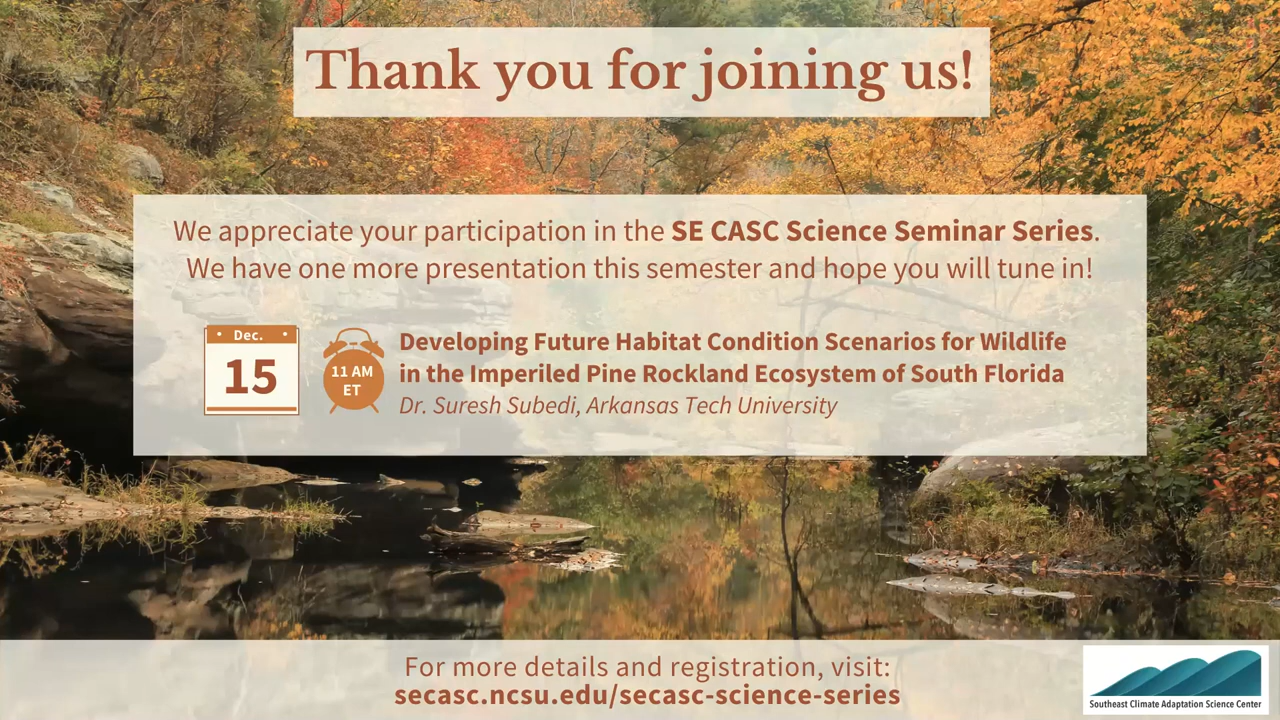 Thank you for joining us!
We appreciate your participation in the SE CASC Science Seminar Series.
We have one more presentation this semester and hope you will tune in!
Dec.
15
11 AM
ET
Developing Future Habitat Condition Scenarios for Wildlife
in the Imperiled Pine Rockland Ecosystem of South Florida
Dr. Suresh Subedi, Arkansas Tech University
For more details and registration, visit:
secasc.ncsu.edu/secasc-science-series
Southeast Climate Adaptation Science Center